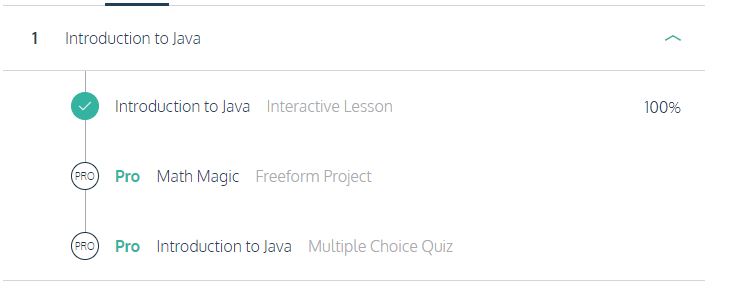 1 Introduction to Java
Introduction to Java Interactive Lesson 100%
PRO Pro Math Magic Freeform Project
PRO Pro Introduction to Java Multiple Choice Quiz